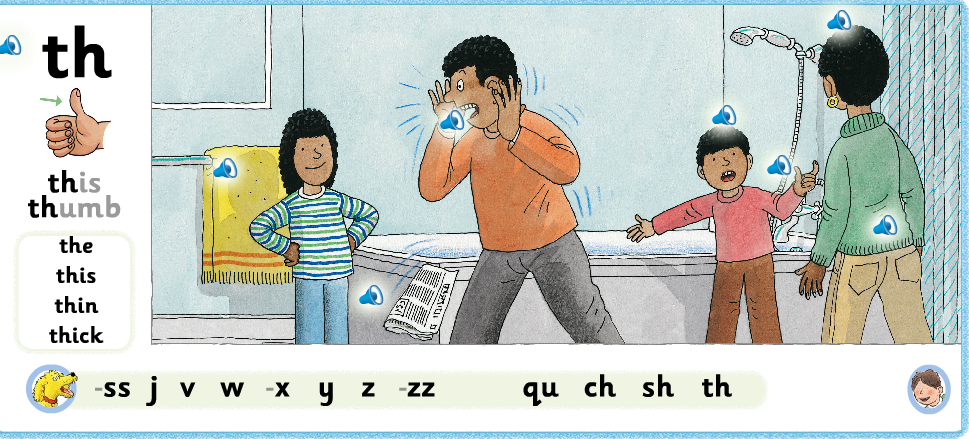 th
this
thumb
the
this
thin
thick
-ss j v w -x y z -zz qu ch sh th